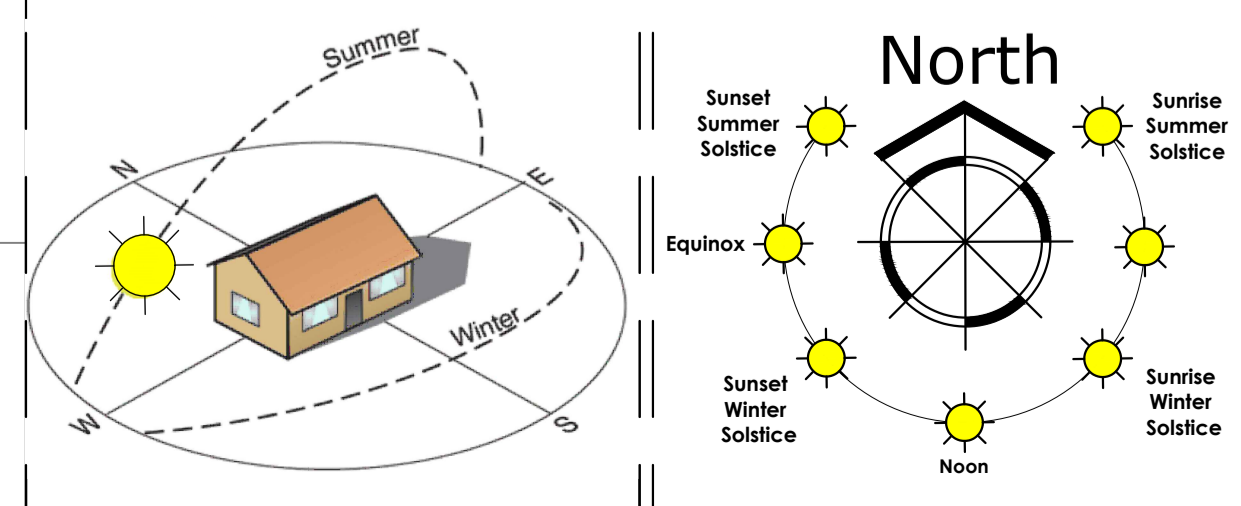 Summer
N
E
Winter
W
S
North
Sunset
Summer
Solstice
Sunrise
Summer
Solstice
Equinox
Sunset
Winter
Solstice
Sunrise
Winter
Solstice
Noon